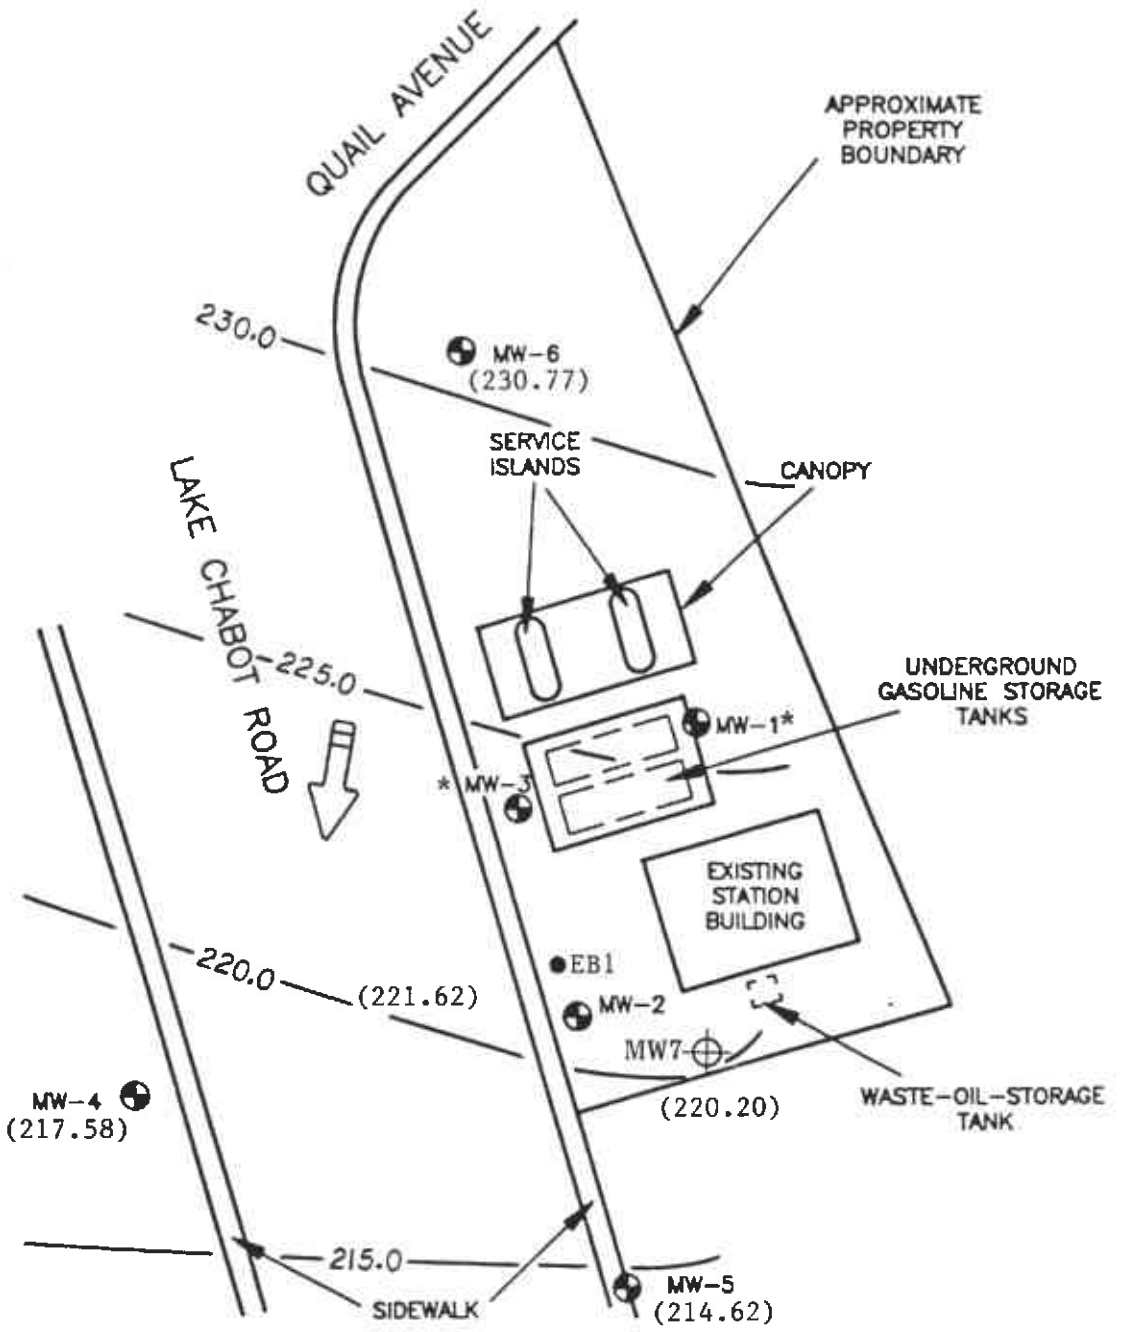 QUAIL AVENUE
APPROXIMATE
PROPERTY
BOUNDARY
230.0
MW-6
(230.77)
SERVICE
ISLANDS
CANOPY
LAKE CHABOT ROAD
225.0
UNDERGROUND
GASOLINE STORAGE
TANKS
MW-1*
* MW-3
EXISTING
STATION
BUILDING
220.0
(221.62)
EB1
MW-2
MW7
(220.20)
WASTE-OIL-STORAGE
TANK
MW-4
(217.58)
215.0
SIDEWALK
MW-5
(214.62)